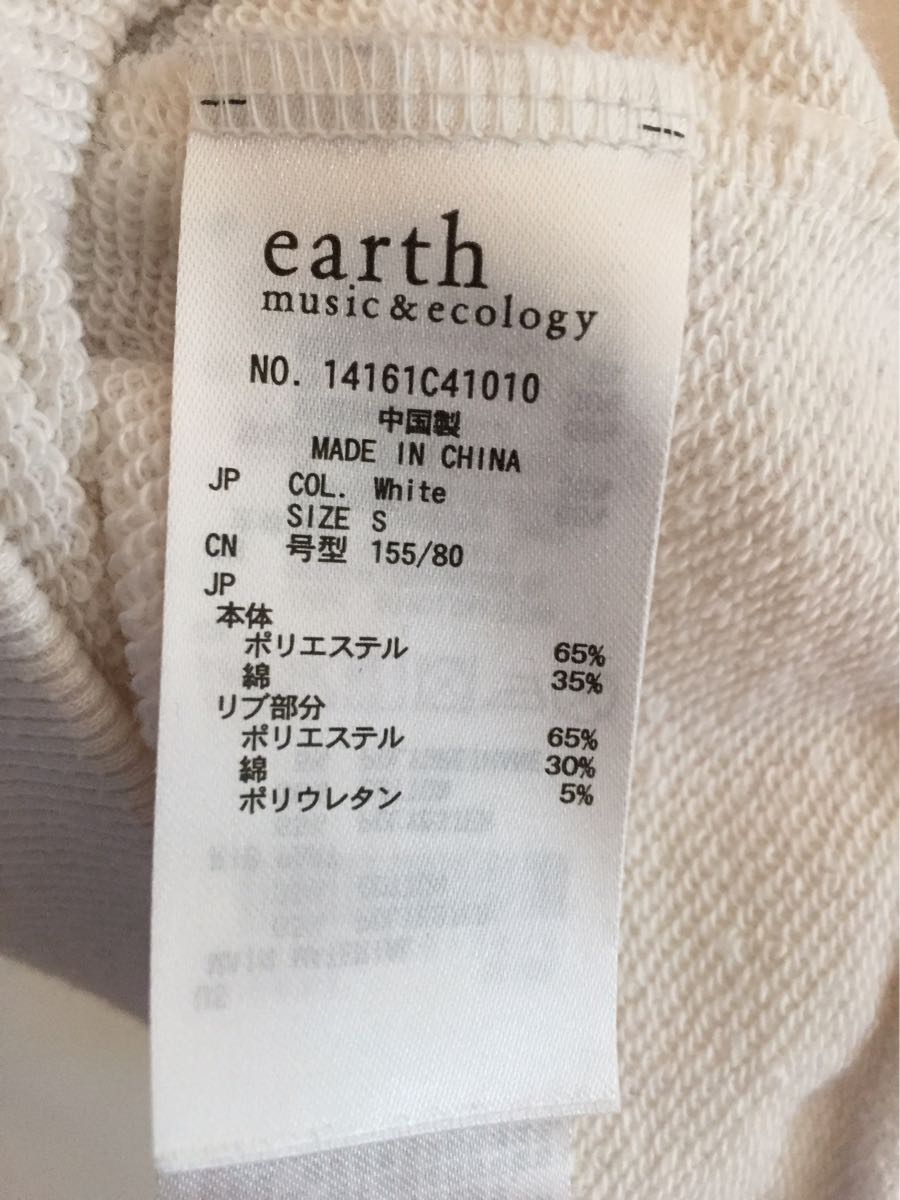 earth
music & ecology
NO. 14161C41010
中国製
MADE IN CHINA
JP COL. White
SIZE S
CN 号型 155/80
JP
本体
ポリエステル 65%
綿 35%
リブ部分
ポリエステル 65%
綿 30%
ポリウレタン 5%